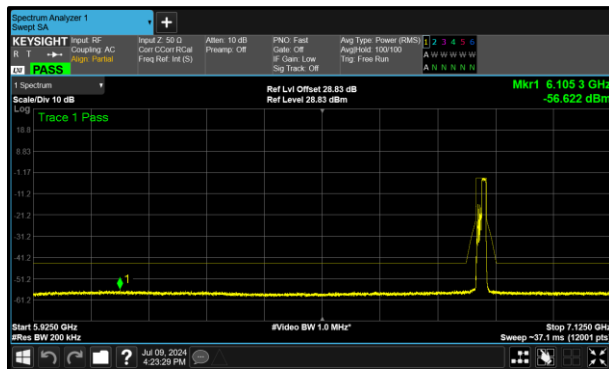 Spectrum Analyzer 1
Swept SA
KEYSIGHT
R T
LXI
PASS
Input: RF
Coupling: AC
Align: Partial
Input Z: 50 Ω
Corr CCorr RCal
Freq Ref: Int (S)
Atten: 10 dB
Preamp: Off
PNO: Fast
Gate: Off
IF Gain: Low
Sig Track: Off
Avg Type: Power (RMS)
Avg|Hold: 100/100
Trig: Free Run
1 2 3 4 5 6
A W W W W W
A N N N N N
1 Spectrum
Scale/Div 10 dB
Ref Lvl Offset 28.83 dB
Ref Level 28.83 dBm
Mkr1 6.105 3 GHz
-56.622 dBm
Log
Trace 1 Pass
18.8
8.83
-1.17
-11.2
-21.2
-31.2
-41.2
-51.2
-61.2
1
Start 5.9250 GHz
#Res BW 200 kHz
#Video BW 1.0 MHz*
Stop 7.1250 GHz
Sweep ~37.1 ms (12001 pts)
?
Jul 09, 2024
4:23:29 PM